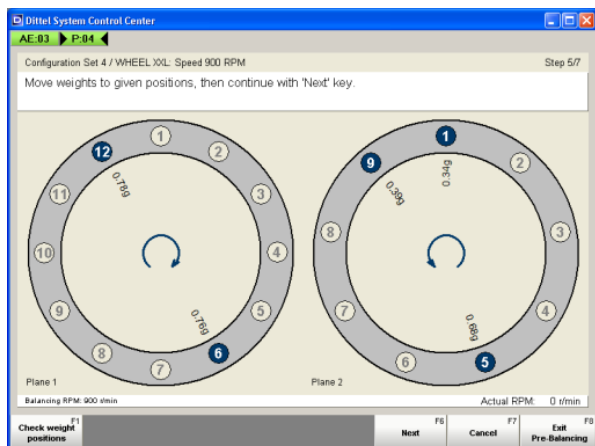 Dittel System Control Center
AE:03 P:04
Configuration Set 4 / WHEEL XXL: Speed 900 RPM Step 5/7
Move weights to given positions, then continue with 'Next' key.
12 1 2 3 4 5 6 7 8 9 10 11
0.78g
0.76g
Plane 1
1 2 3 4 5 6 7 8 9
0.34g
0.39g
0.68g
Plane 2
Balancing RPM: 900 r/min Actual RPM: 0 r/min
F1 Check weight positions
F6 Next
F7 Cancel
F8 Exit Pre-Balancing